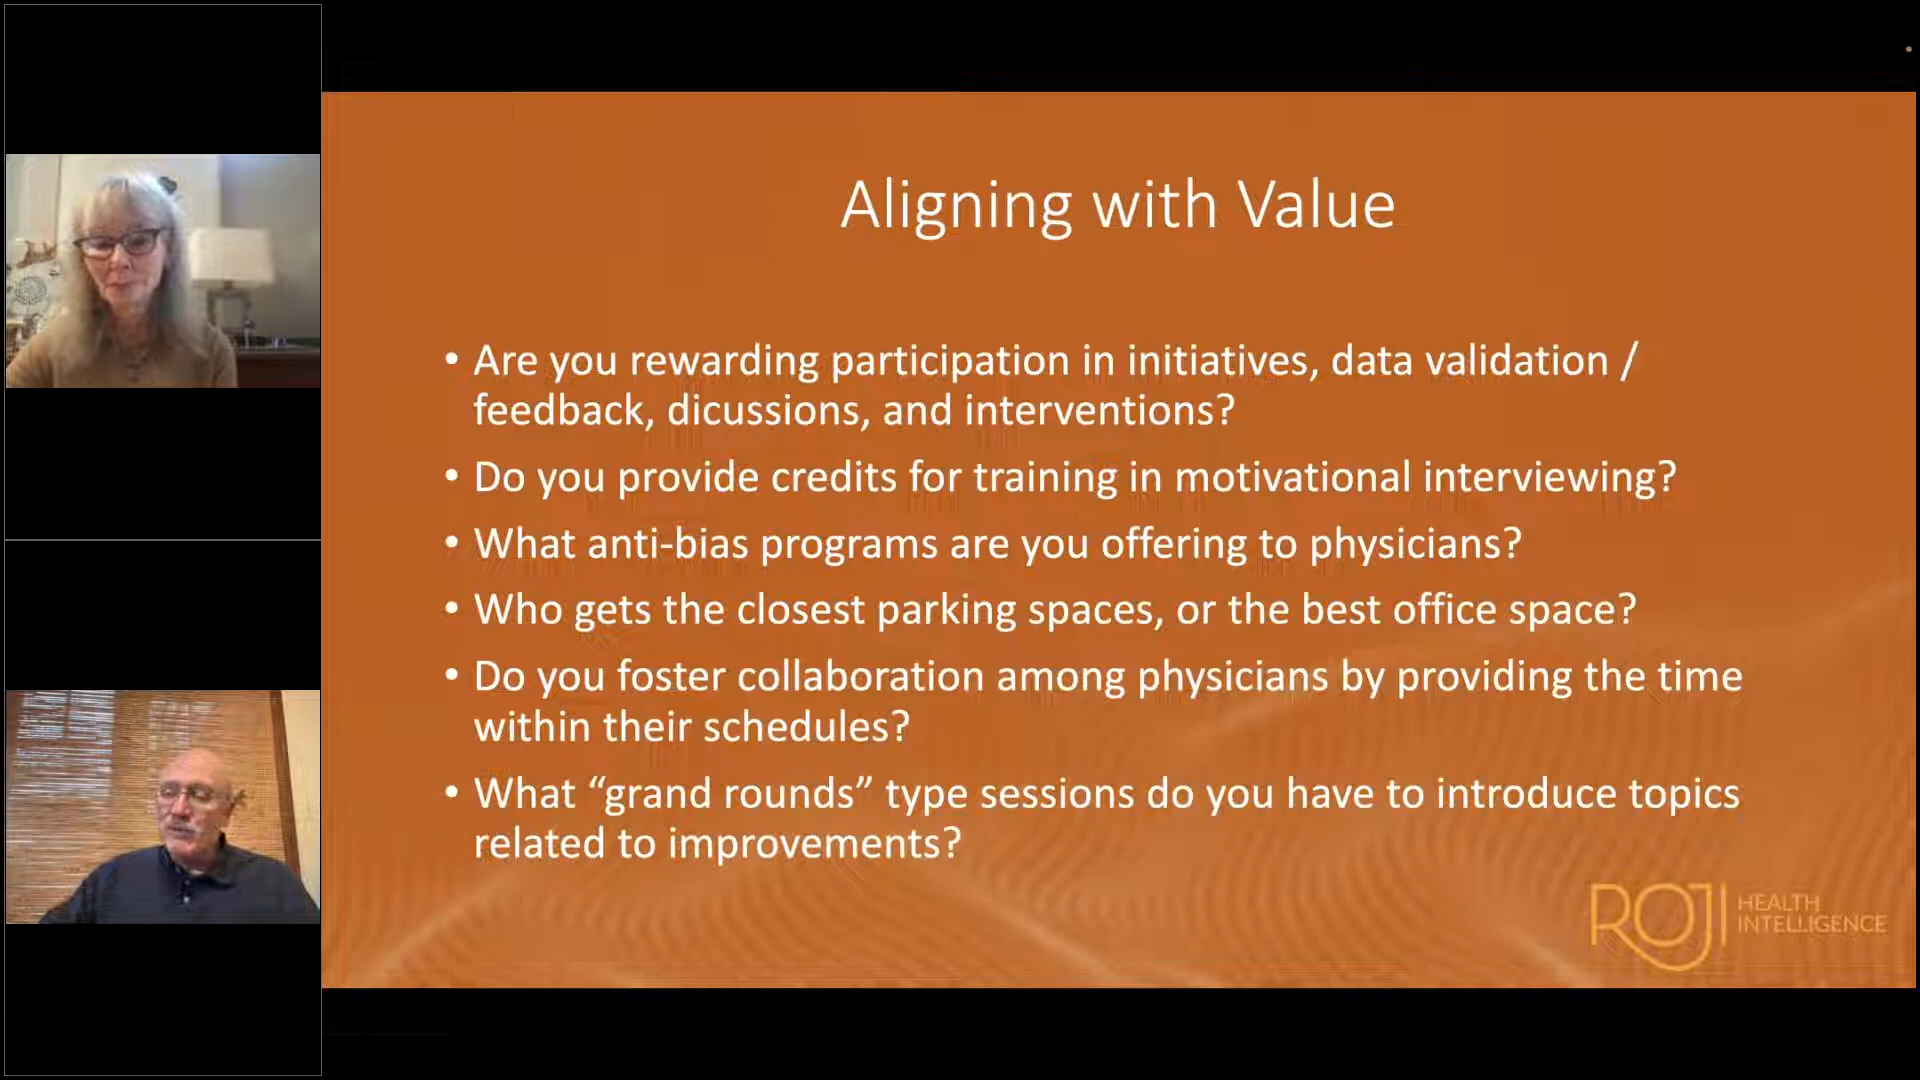 Aligning with Value
• Are you rewarding participation in initiatives, data validation /
feedback, dicussions, and interventions?
• Do you provide credits for training in motivational interviewing?
• What anti-bias programs are you offering to physicians?
• Who gets the closest parking spaces, or the best office space?
• Do you foster collaboration among physicians by providing the time
within their schedules?
• What “grand rounds” type sessions do you have to introduce topics
related to improvements?
ROJI HEALTH
INTELLIGENCE